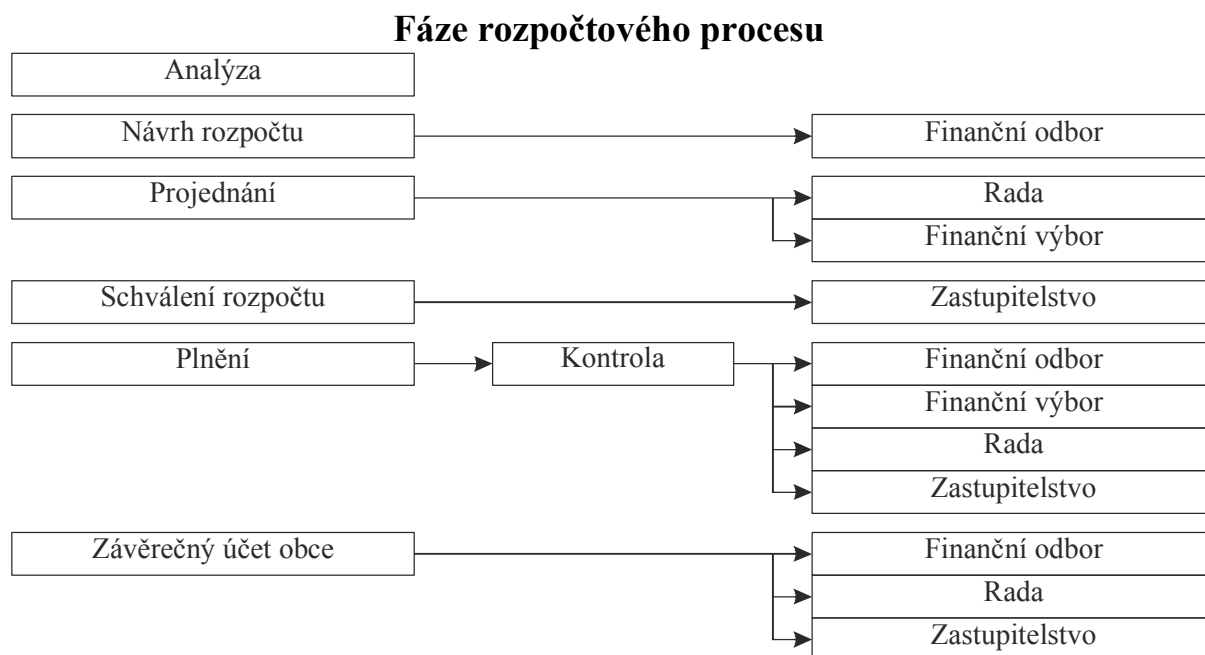 Fáze rozpočtového procesu
Analýza
Návrh rozpočtu
Finanční odbor
Projednání
Rada
Finanční výbor
Schválení rozpočtu
Zastupitelstvo
Plnění
Kontrola
Finanční odbor
Finanční výbor
Rada
Zastupitelstvo
Závěrečný účet obce
Finanční odbor
Rada
Zastupitelstvo